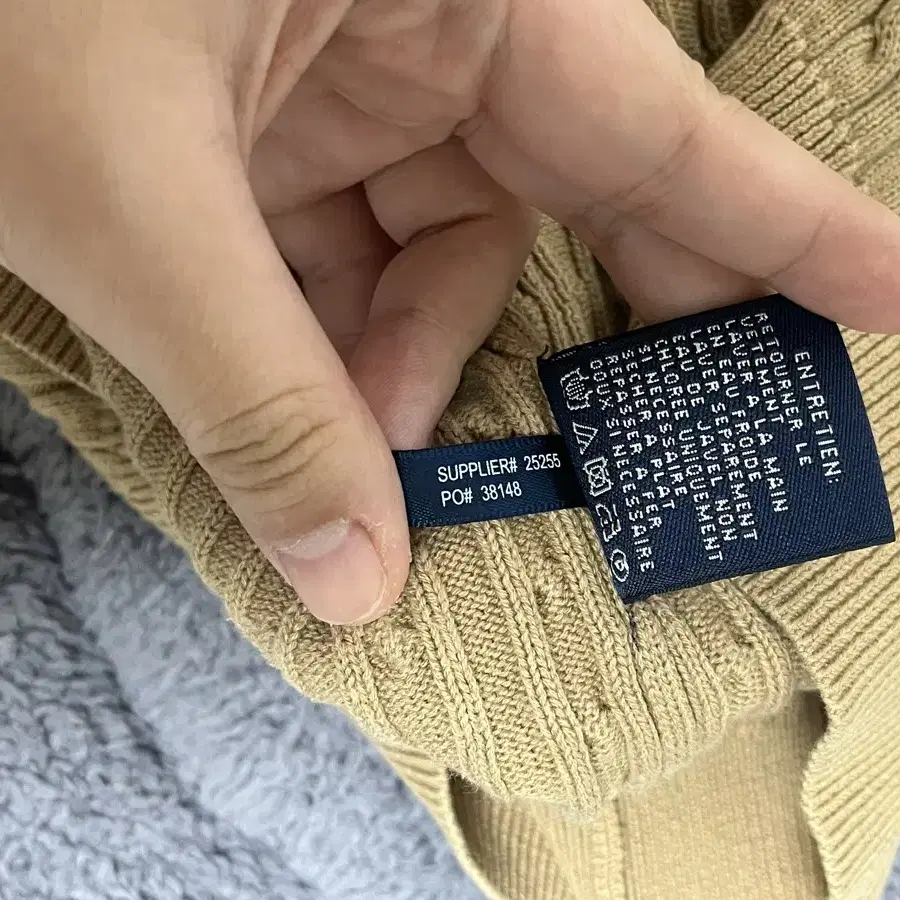 SUPPLIER# 25255
PO# 38148
ENTRETIEN:
RETOURNER LE
VETEMENT A
LAVER A LA MAIN
EN EAU FROIDE
LAVER SEPAREMENT
EAU DE JAVEL NON
CHLOREE UNIQUEMENT
SI NECESSAIRE
SECHER A PLAT
REPASSER A FER
DOUX SI NECESSAIRE